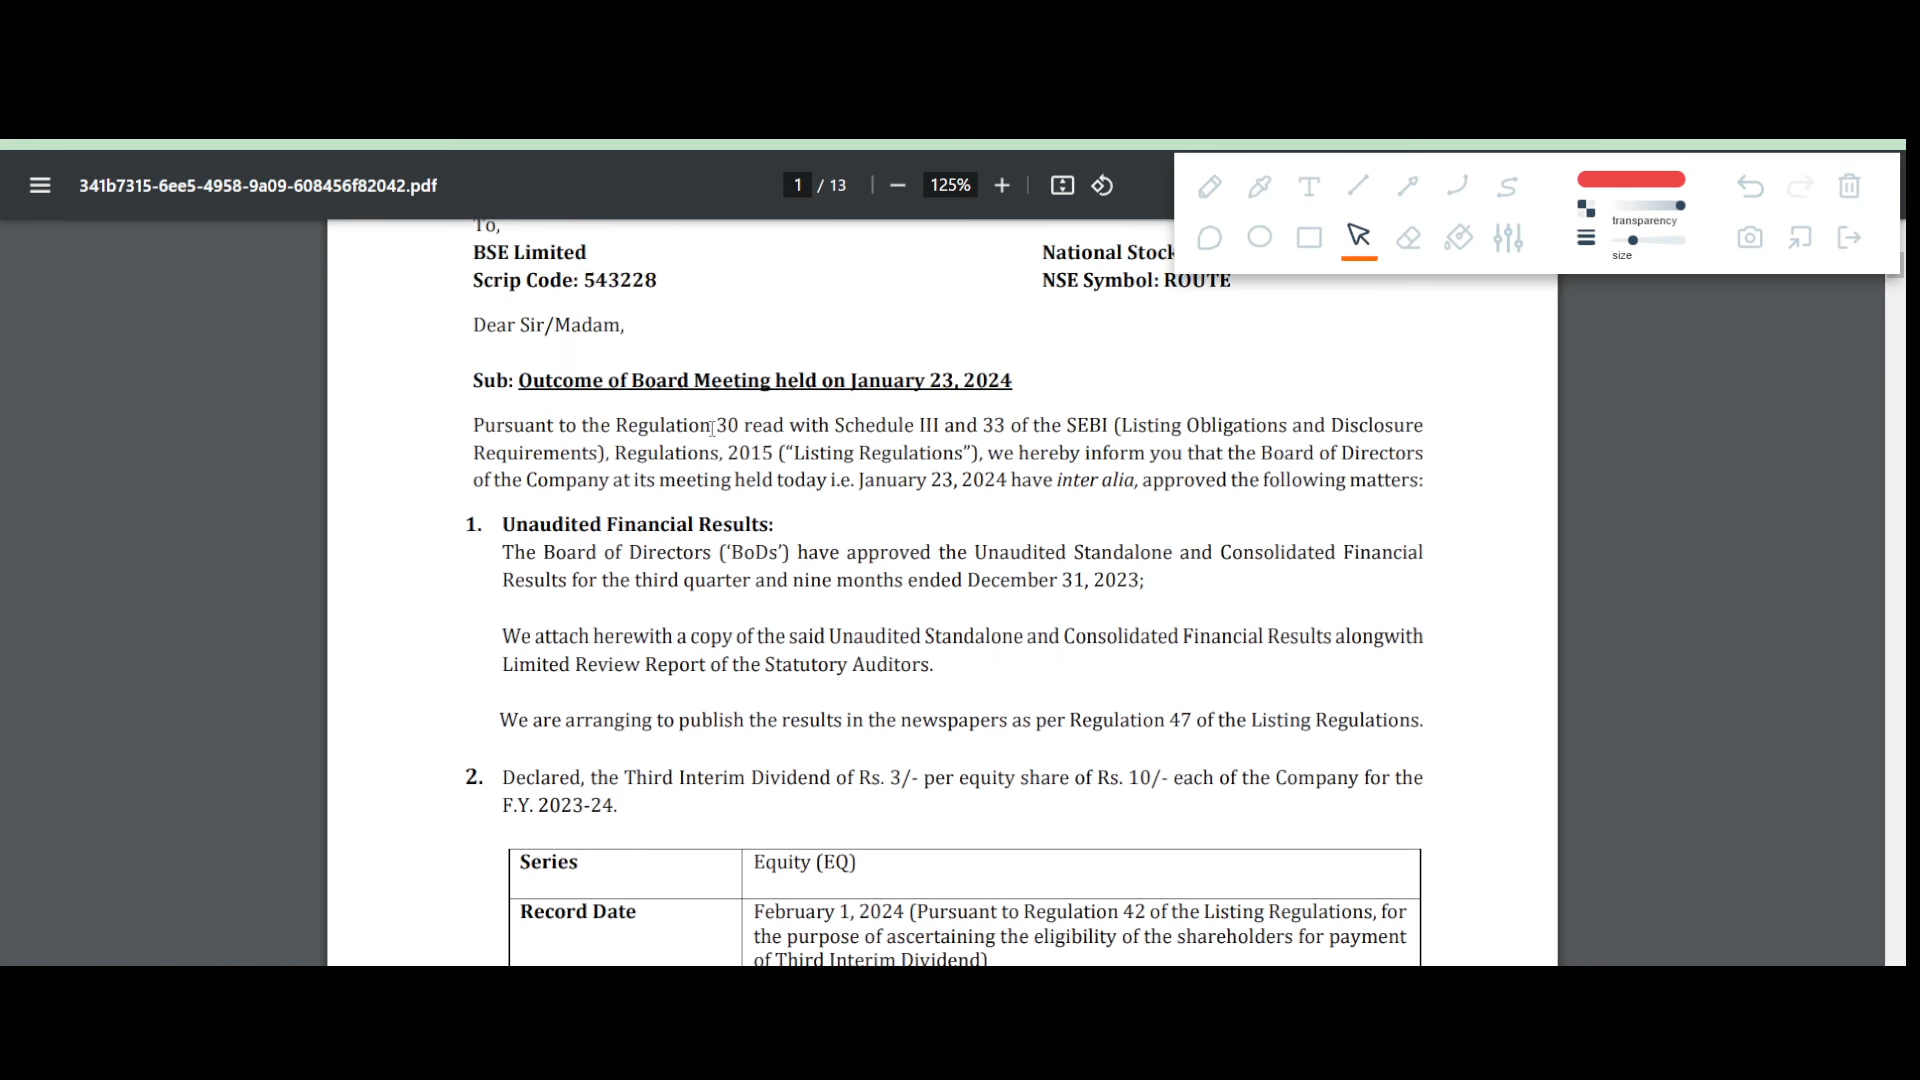 341b7315-6ee5-4958-9a09-608456f82042.pdf
1 / 13
125%
transparency
size
To,
BSE Limited
National Stock
Scrip Code: 543228
NSE Symbol: ROUTE
Dear Sir/Madam,
Sub: Outcome of Board Meeting held on January 23, 2024
Pursuant to the Regulation 30 read with Schedule III and 33 of the SEBI (Listing Obligations and Disclosure
Requirements), Regulations, 2015 (“Listing Regulations”), we hereby inform you that the Board of Directors
of the Company at its meeting held today i.e. January 23, 2024 have inter alia, approved the following matters:
1. Unaudited Financial Results:
The Board of Directors (‘BoDs’) have approved the Unaudited Standalone and Consolidated Financial
Results for the third quarter and nine months ended December 31, 2023;
We attach herewith a copy of the said Unaudited Standalone and Consolidated Financial Results alongwith
Limited Review Report of the Statutory Auditors.
We are arranging to publish the results in the newspapers as per Regulation 47 of the Listing Regulations.
2. Declared, the Third Interim Dividend of Rs. 3/- per equity share of Rs. 10/- each of the Company for the
F.Y. 2023-24.
Series
Equity (EQ)
Record Date
February 1, 2024 (Pursuant to Regulation 42 of the Listing Regulations, for
the purpose of ascertaining the eligibility of the shareholders for payment
of Third Interim Dividend)